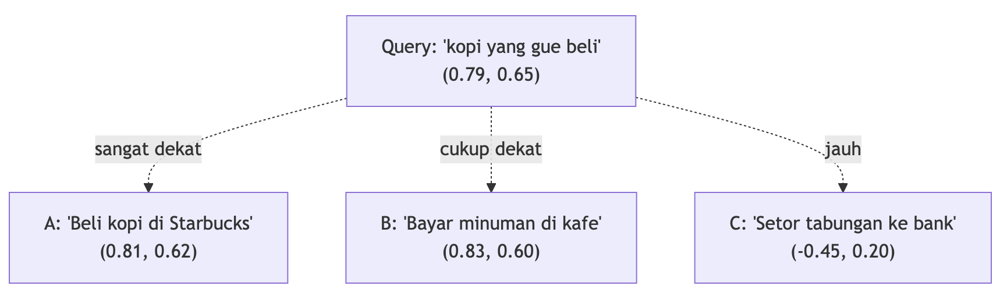 Query: 'kopi yang gue beli'
(0.79, 0.65)
sangat dekat
cukup dekat
jauh
A: 'Beli kopi di Starbucks'
(0.81, 0.62)
B: 'Bayar minuman di kafe'
(0.83, 0.60)
C: 'Setor tabungan ke bank'
(-0.45, 0.20)